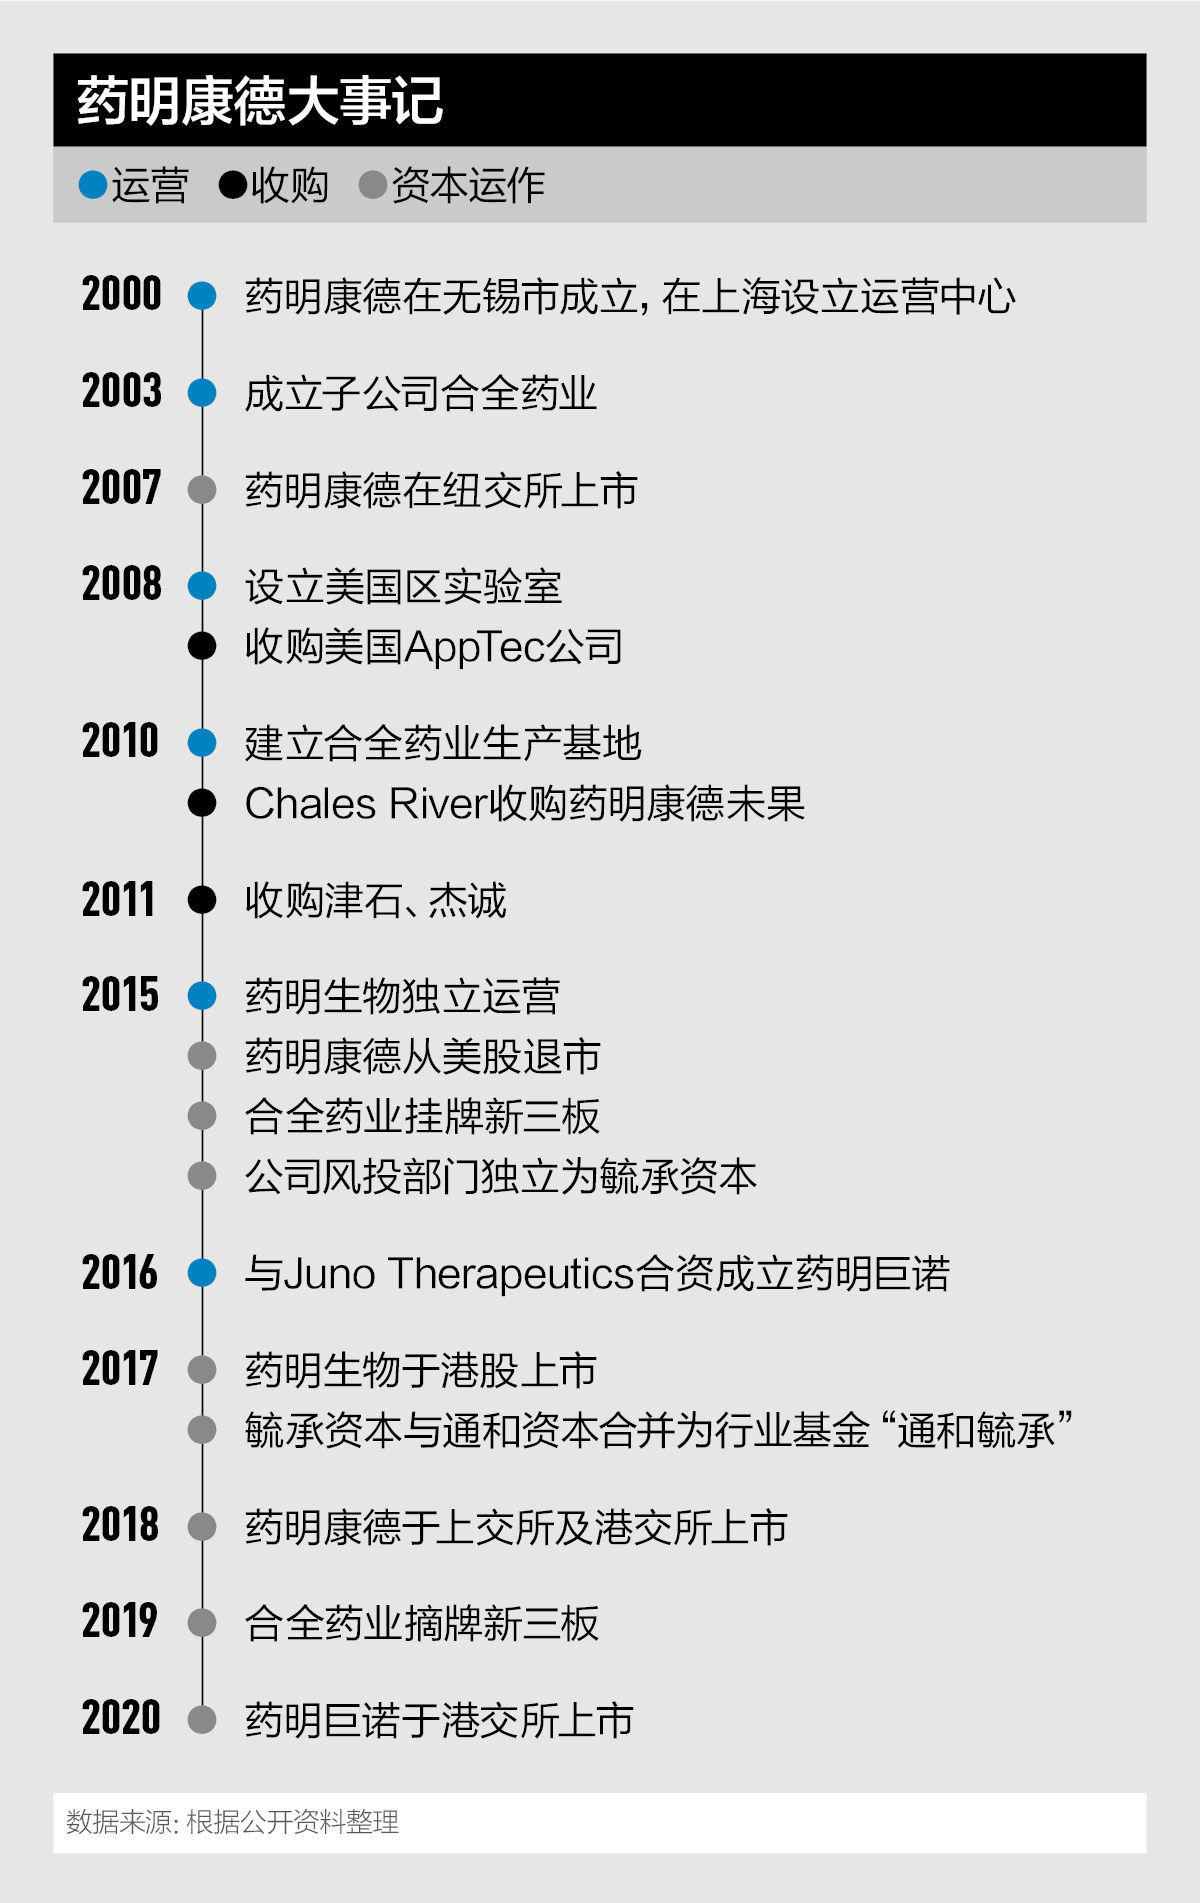 药明康德大事记
运营 收购 资本运作
2000 药明康德在无锡市成立，在上海设立运营中心
2003 成立子公司合全药业
2007 药明康德在纽交所上市
2008 设立美国区实验室
收购美国AppTec公司
2010 建立合全药业生产基地
Chales River收购药明康德未果
2011 收购津石、杰诚
2015 药明生物独立运营
药明康德从美股退市
合全药业挂牌新三板
公司风投部门独立为毓承资本
2016 与Juno Therapeutics合资成立药明巨诺
2017 药明生物于港股上市
毓承资本与通和资本合并为行业基金“通和毓承”
2018 药明康德于上交所及港交所上市
2019 合全药业摘牌新三板
2020 药明巨诺于港交所上市
数据来源：根据公开资料整理